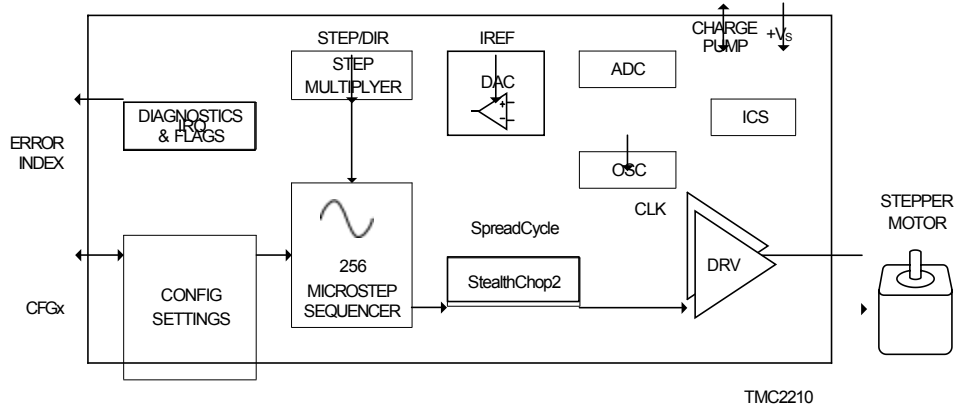 CHARGE
PUMP
+VS
STEP/DIR
IREF
STEP
MULTIPLYER
DAC
+
−
ADC
DIAGNOSTICS
IRQ
& FLAGS
ICS
ERROR
INDEX
OSC
CLK
STEPPER
MOTOR
SpreadCycle
256
MICROSTEP
SEQUENCER
StealthChop2
DRV
CONFIG
SETTINGS
CFGx
TMC2210